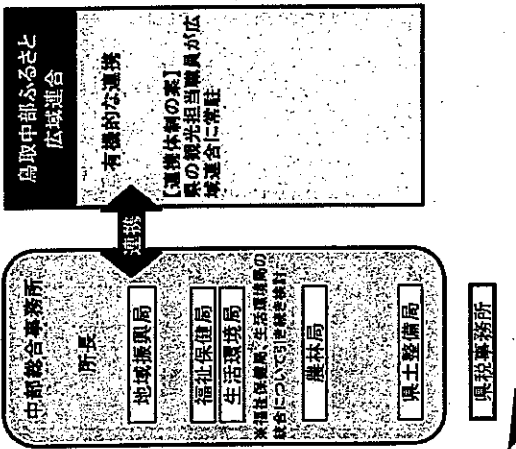 鳥取中部ふるさと
広域連合
有機的な連携
【連携体制の案】
県の観光担当職員が広
域連合に常駐
連携
中部総合事務所
所長
地域振興局
福祉保健局
生活環境局
※福祉保健局、生活環境局の
統合について引き続き検討
農林局
県土整備局
県税事務所